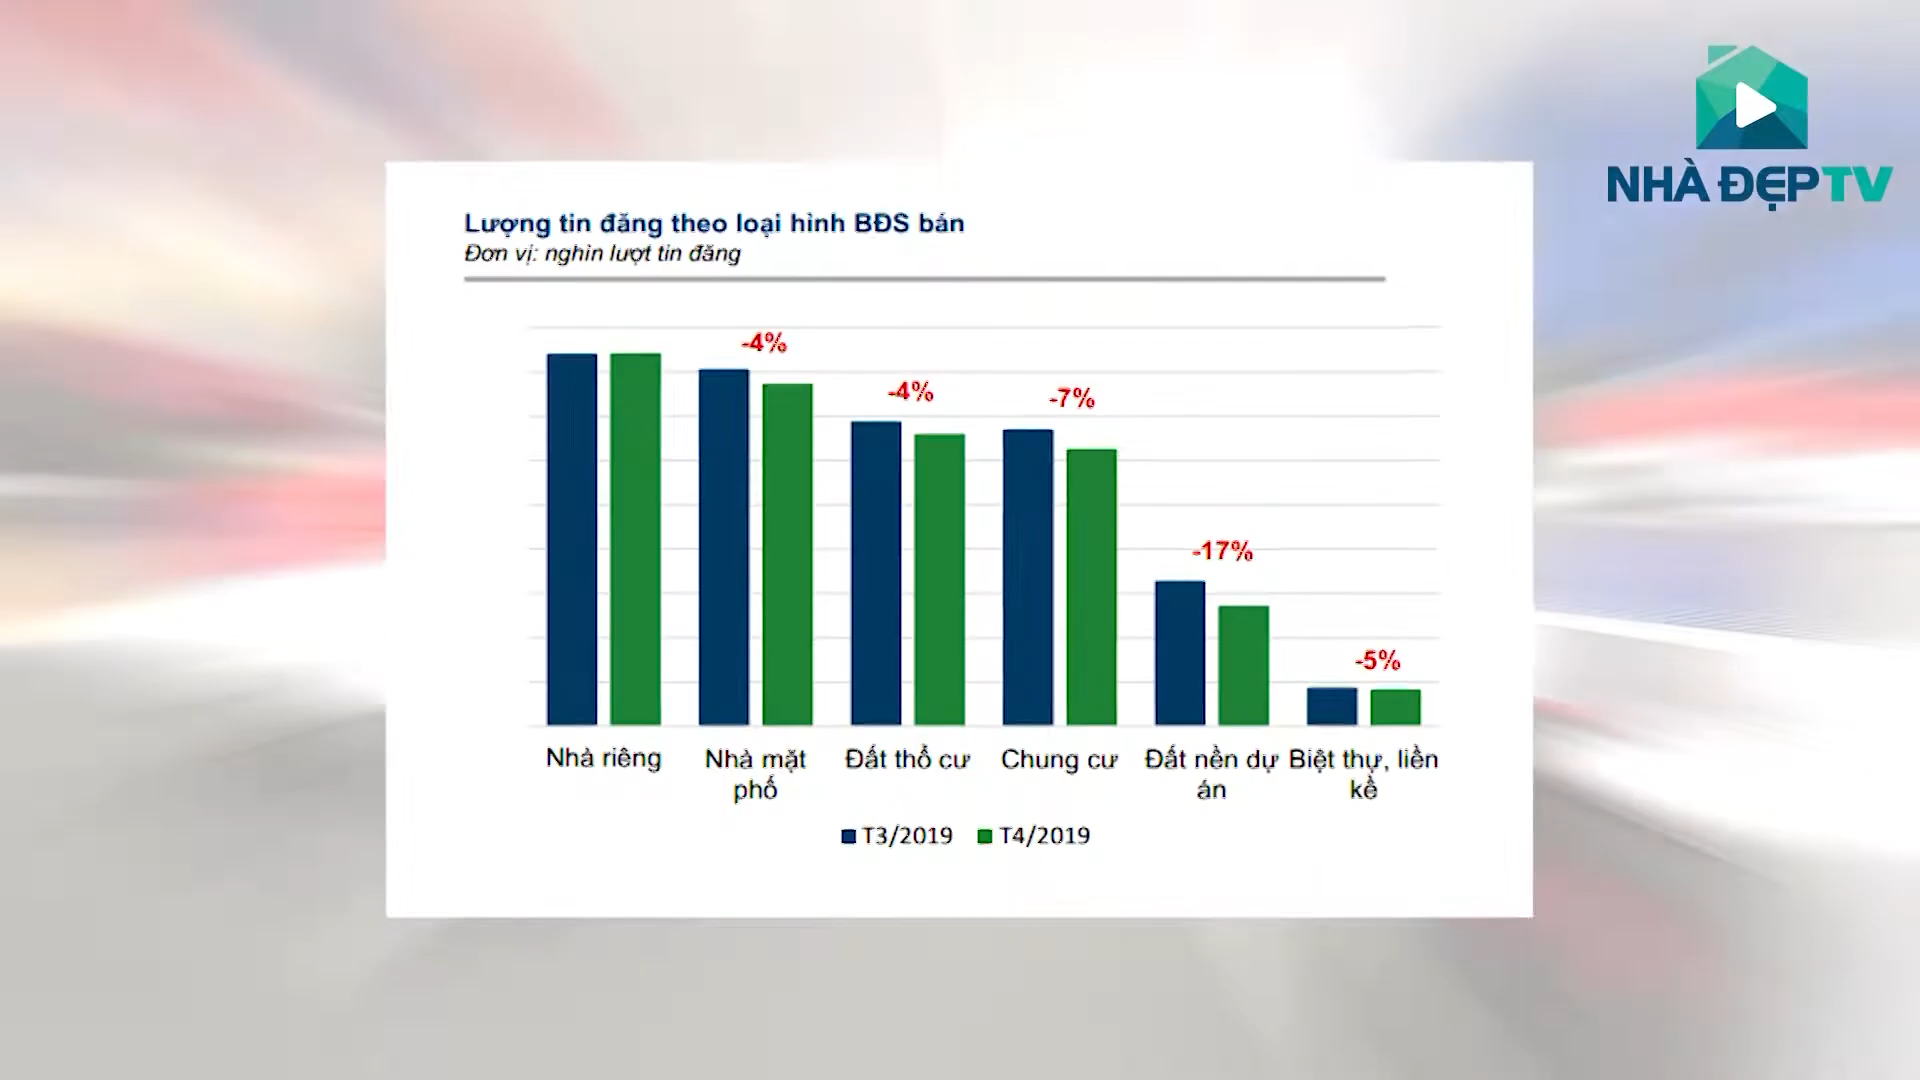 NHÀ ĐẸPTV
Lượng tin đăng theo loại hình BĐS bán
Đơn vị: nghìn lượt tin đăng
-4%
-4%
-7%
-17%
-5%
Nhà riêng
Nhà mặt
phố
Đất thổ cư
Chung cư
Đất nền dự
án
Biệt thự, liền
kề
T3/2019
T4/2019